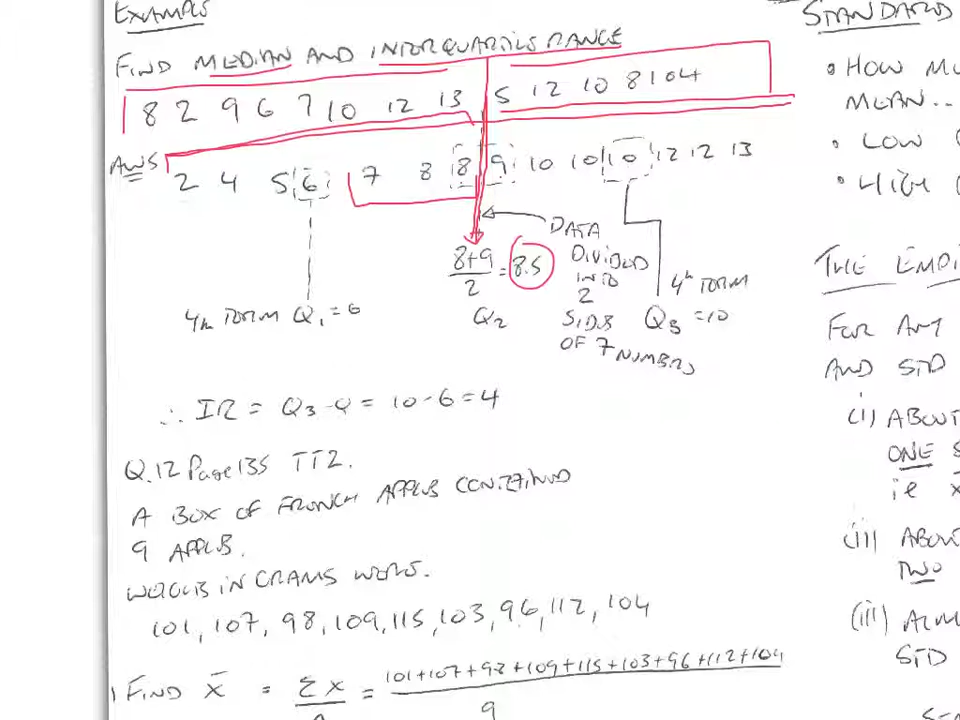 EXAMPLE
FIND MEDIAN AND INTERQUARTILE RANGE
8 2 9 6 7 10 12 13 5 12 10 8 10 4
ANS
2 4 5 6 7 8 8 9 10 10 10 12 12 13
DATA
DIVIDED
INTO
2
SIDES
OF 7 NUMBERS
8+9
2
= 8.5
Q2
4th TERM Q1 = 6
4th TERM
Q3 = 10
∴ IR = Q3 - Q = 10 - 6 = 4
Q.12 Page 135 TT2.
A BOX OF FRENCH APPLES CONTAINED
9 APPLES.
WEIGHTS IN GRAMS WERE.
101, 107, 98, 109, 115, 103, 96, 112, 104
FIND x̄ = Σx = 101+107+98+109+115+103+96+112+104
9
STANDARD
• HOW MU
MEAN..
• LOW
• HIGH
THE EMPI
FOR ANY
AND STD
(i) ABOUT
ONE S
ie x̄
(ii) ABOU
TWO
(iii) ALM
STD